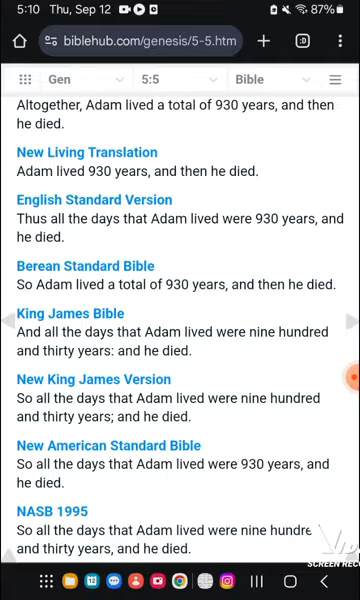 5:10 Thu, Sep 12 87%
biblehub.com/genesis/5-5.htm :D
Gen 5:5 Bible
Altogether, Adam lived a total of 930 years, and then
he died.
New Living Translation
Adam lived 930 years, and then he died.
English Standard Version
Thus all the days that Adam lived were 930 years, and
he died.
Berean Standard Bible
So Adam lived a total of 930 years, and then he died.
King James Bible
And all the days that Adam lived were nine hundred
and thirty years: and he died.
New King James Version
So all the days that Adam lived were nine hundred
and thirty years; and he died.
New American Standard Bible
So all the days that Adam lived were 930 years, and
he died.
NASB 1995
So all the days that Adam lived were nine hundre
and thirty years, and he died.
SCREEN REC
12